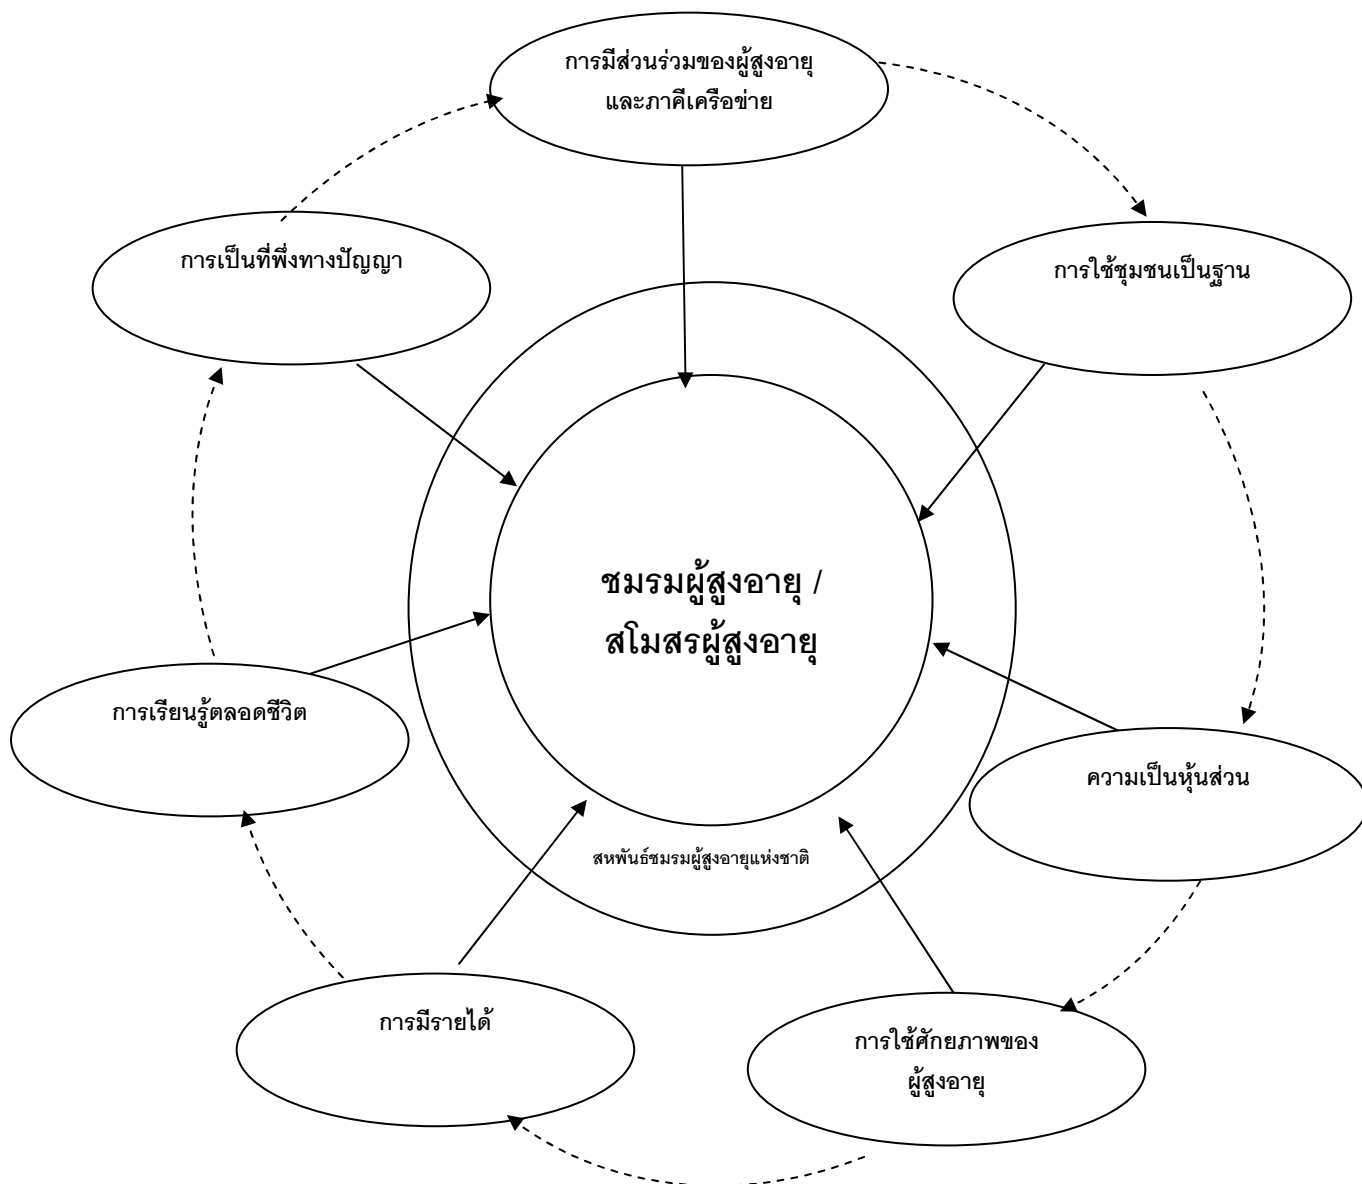 การมีส่วนร่วมของผู้สูงอายุ
และภาคีเครือข่าย
การเป็นที่พึ่งทางปัญญา
การใช้ชุมชนเป็นฐาน
ชมรมผู้สูงอายุ /
สโมสรผู้สูงอายุ
การเรียนรู้ตลอดชีวิต
ความเป็นหุ้นส่วน
สหพันธ์ชมรมผู้สูงอายุแห่งชาติ
การมีรายได้
การใช้ศักยภาพของ
ผู้สูงอายุ